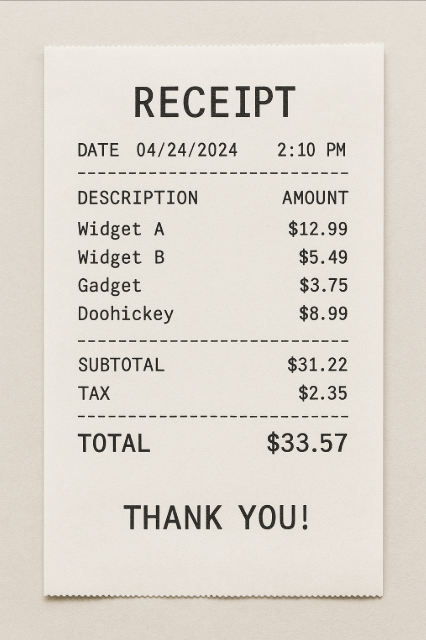 RECEIPT
DATE 04/24/2024 2:10 PM
--------------------------------
DESCRIPTION AMOUNT
Widget A $12.99
Widget B $5.49
Gadget $3.75
Doohickey $8.99
--------------------------------
SUBTOTAL $31.22
TAX $2.35
--------------------------------
TOTAL $33.57
THANK YOU!